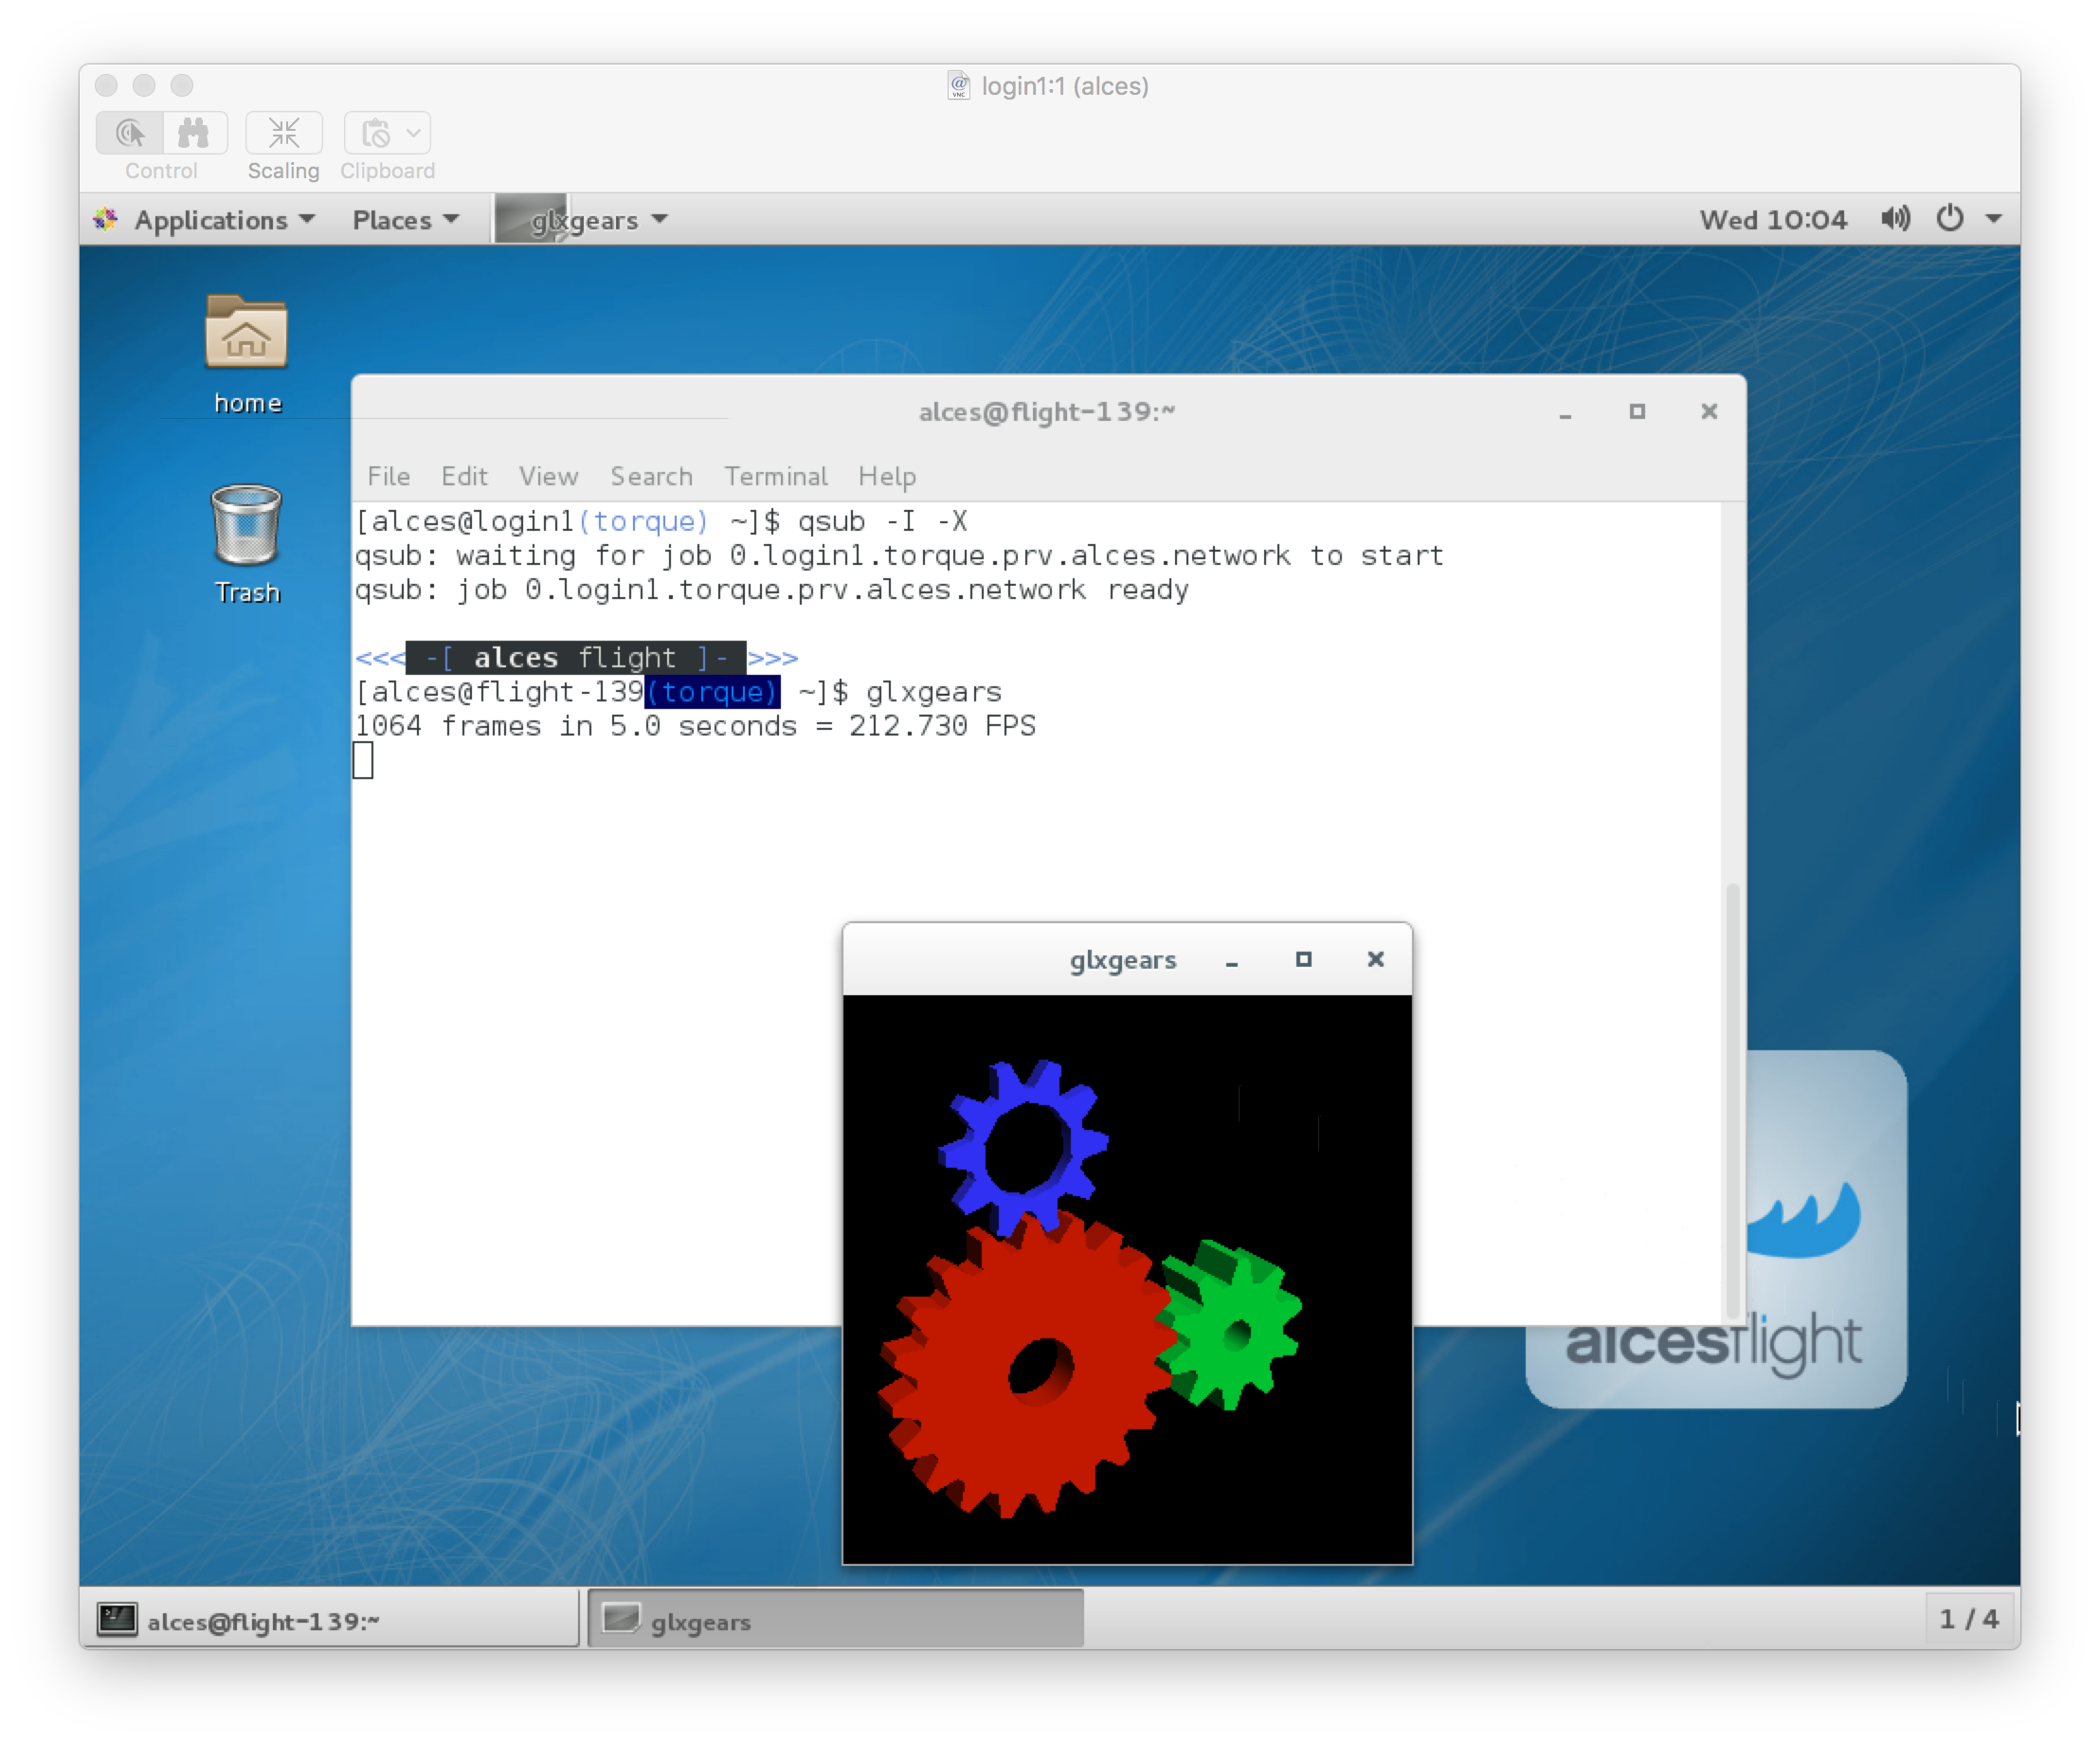 login1:1 (alces)
Control Scaling Clipboard
Applications Places glxgears Wed 10:04
home
Trash
alces@flight-139:~
File Edit View Search Terminal Help
[alces@login1(torque) ~]$ qsub -I -X
qsub: waiting for job 0.login1.torque.prv.alces.network to start
qsub: job 0.login1.torque.prv.alces.network ready
<<< -[ alces flight ]- >>>
[alces@flight-139(torque) ~]$ glxgears
1064 frames in 5.0 seconds = 212.730 FPS
glxgears
alcesflight
alces@flight-139:~ glxgears 1 / 4